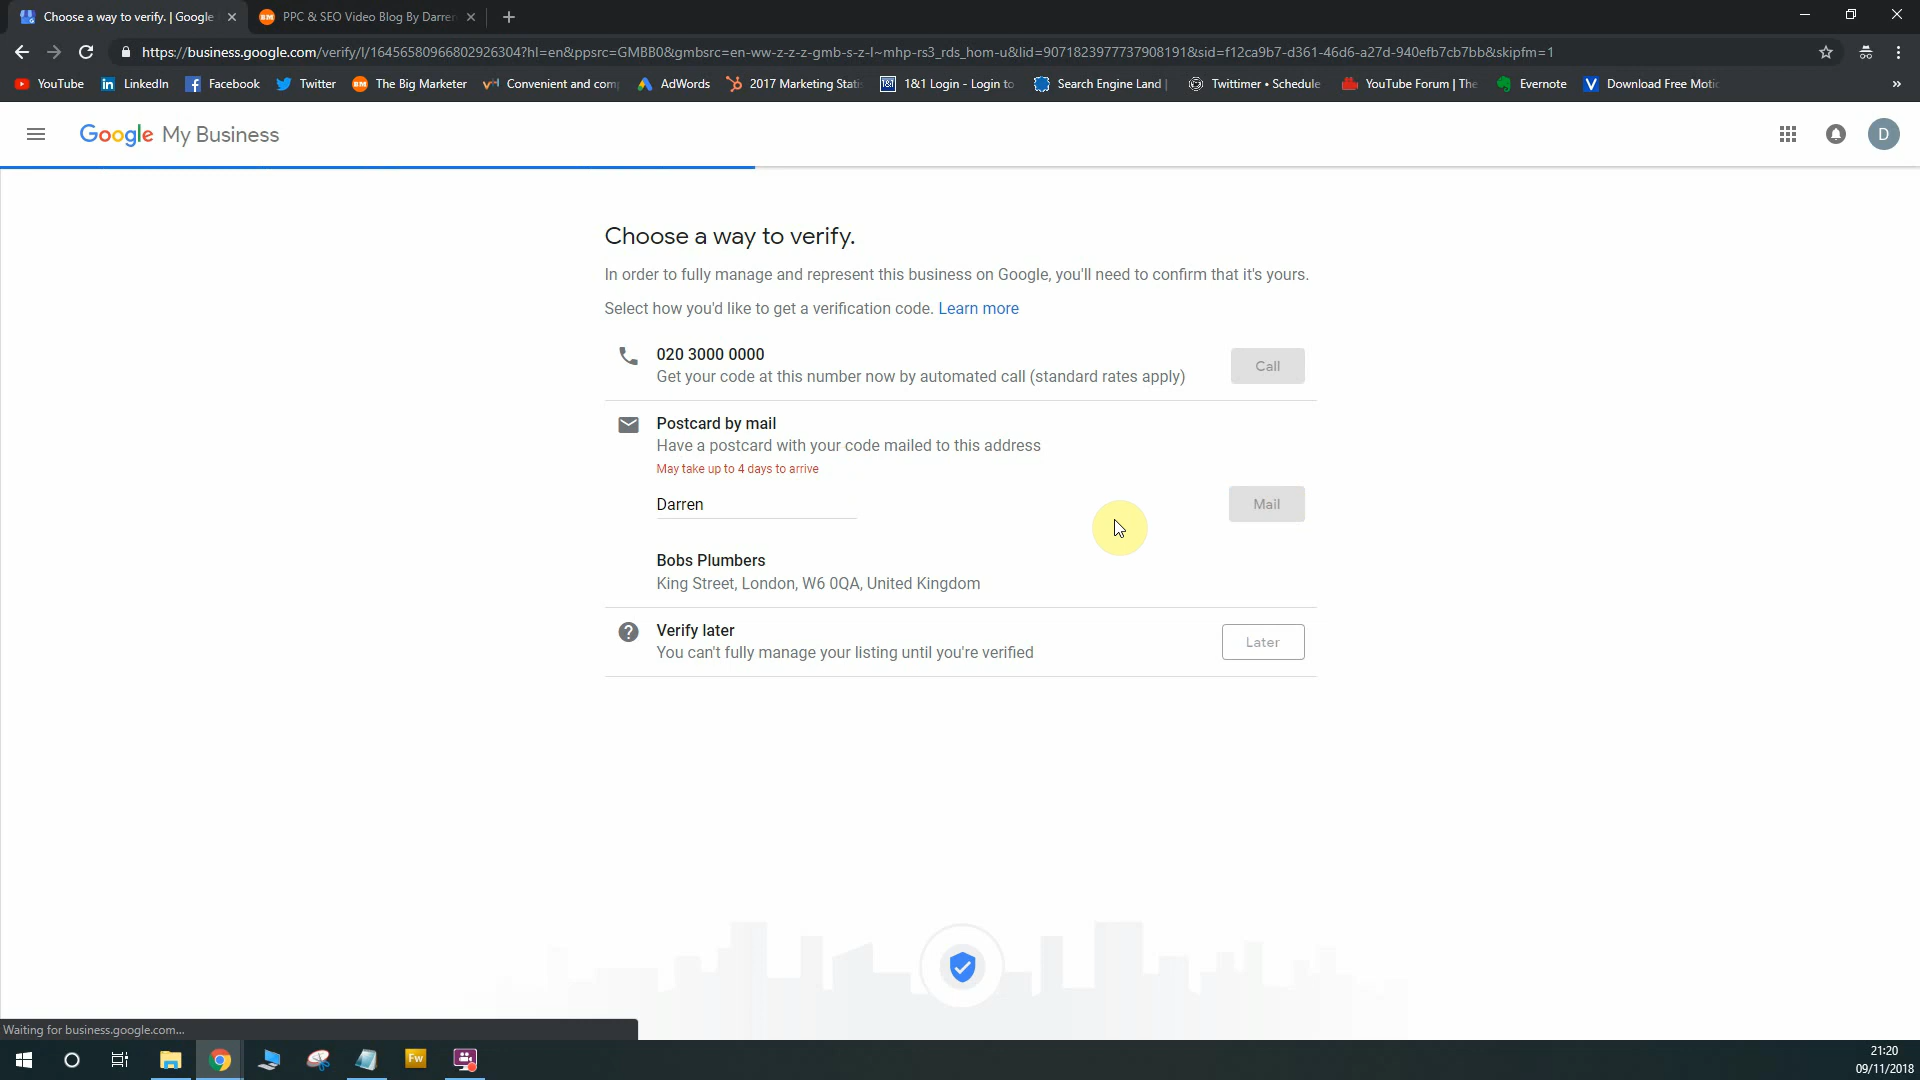 Choose a way to verify. | Google
PPC & SEO Video Blog By Darren
https://business.google.com/verify/l/16456580966802926304?hl=en&ppsrc=GMBB0&gmbsrc=en-ww-z-z-z-gmb-s-z-l~mhp-rs3_rds_hom-u&lid=9071823977737908191&sid=f12ca9b7-d361-46d6-a27d-940efb7cb7bb&skipfm=1
YouTube
LinkedIn
Facebook
Twitter
BM The Big Marketer
Convenient and com
AdWords
2017 Marketing Stati
1&1 1&1 Login - Login to
Search Engine Land |
Twittimer • Schedule
YouTube Forum | The
Evernote
V Download Free Motio
»
Google My Business
D
Choose a way to verify.
In order to fully manage and represent this business on Google, you'll need to confirm that it's yours.
Select how you'd like to get a verification code. Learn more
020 3000 0000
Get your code at this number now by automated call (standard rates apply)
Call
Postcard by mail
Have a postcard with your code mailed to this address
May take up to 4 days to arrive
Darren
Mail
Bobs Plumbers
King Street, London, W6 0QA, United Kingdom
Verify later
You can't fully manage your listing until you're verified
Later
Waiting for business.google.com...
Fw
21:20
09/11/2018